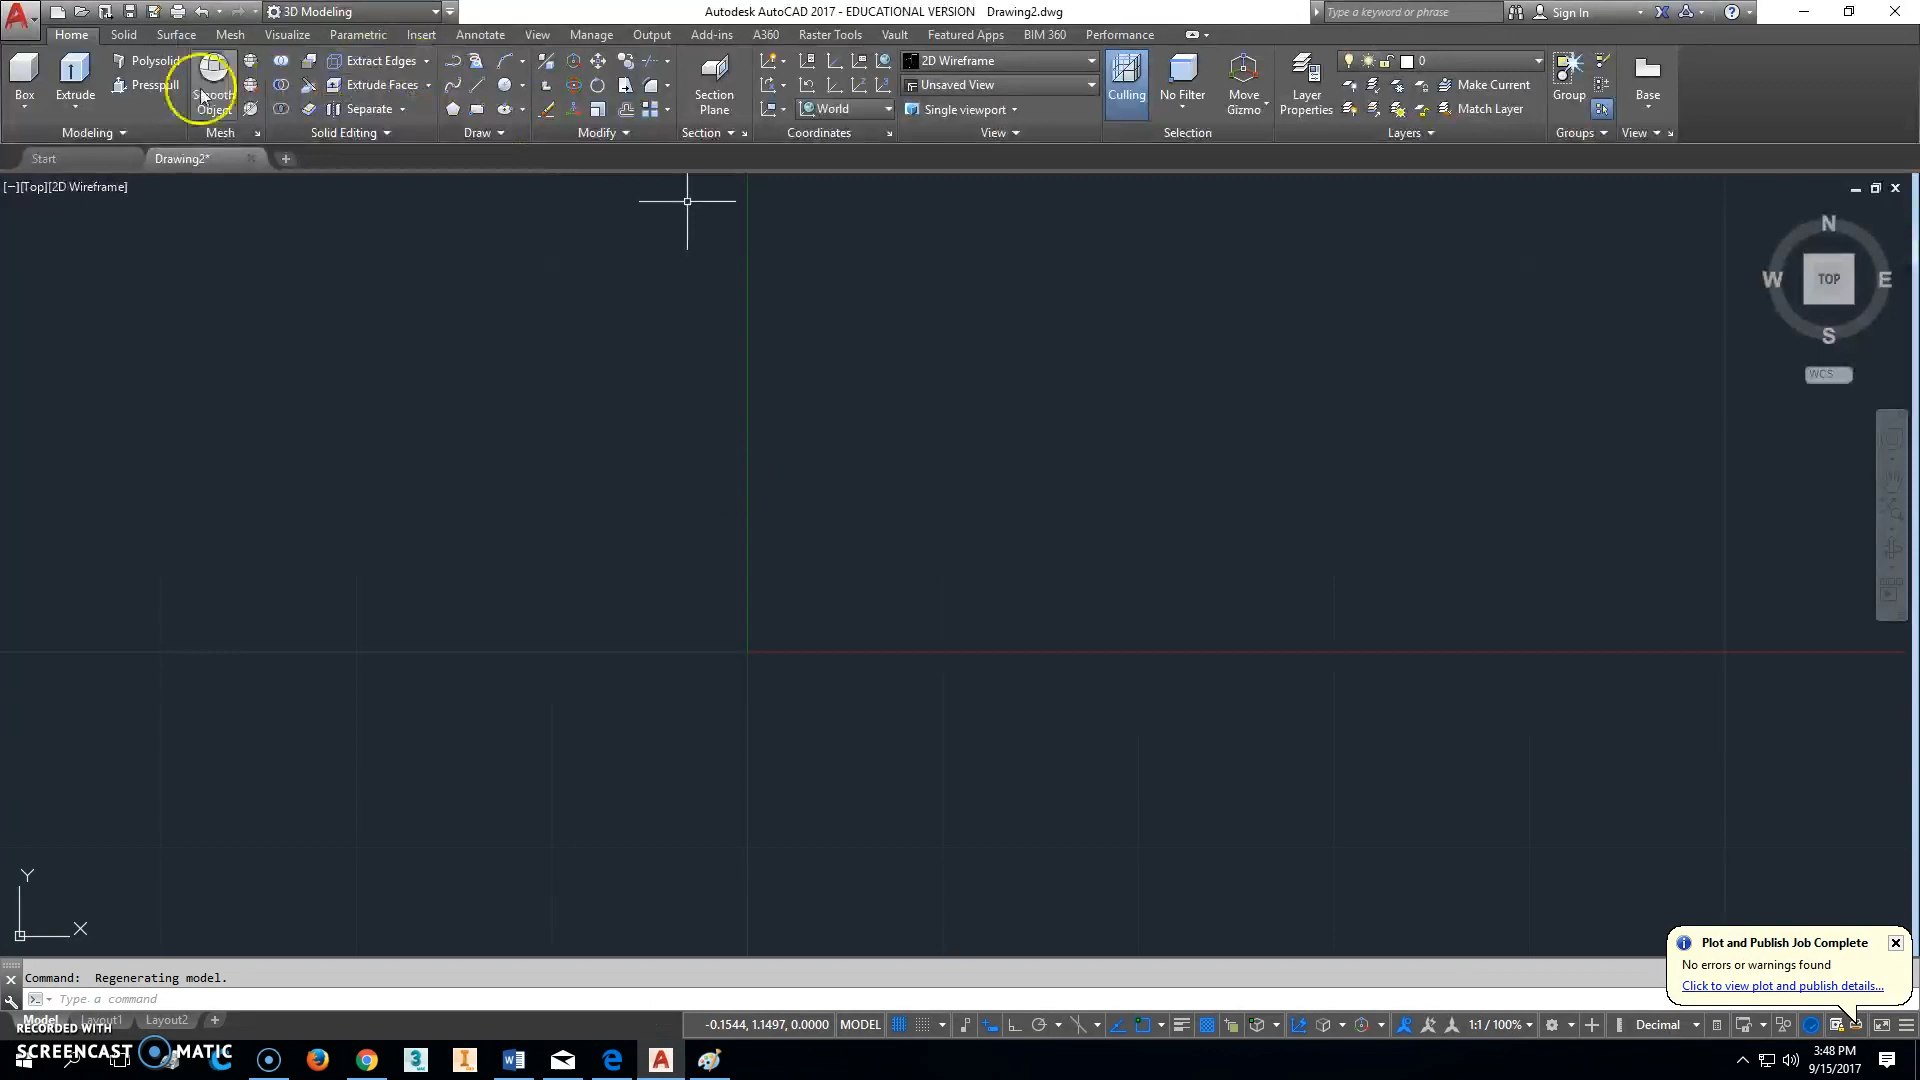 3D Modeling
Autodesk AutoCAD 2017 - EDUCATIONAL VERSION Drawing2.dwg
Type a keyword or phrase
Sign In
Home Solid Surface Mesh Visualize Parametric Insert Annotate View Manage Output Add-ins A360 Raster Tools Vault Featured Apps BIM 360 Performance
Box
Extrude
Polysolid
Presspull
Smooth
Object
Extract Edges
Extrude Faces
Separate
Section
Plane
World
2D Wireframe
Unsaved View
Single viewport
Culling
No Filter
Move
Gizmo
Layer
Properties
0
Make Current
Match Layer
Group
Base
Modeling Mesh Solid Editing Draw Modify Section Coordinates View Selection Layers Groups View
Start Drawing2*
[−][Top][2D Wireframe]
N
W TOP E
S
WCS
Y
X
Plot and Publish Job Complete
No errors or warnings found
Click to view plot and publish details...
Command: Regenerating model.
Type a command
Model Layout1 Layout2 +
-0.1544, 1.1497, 0.0000 MODEL 1:1 / 100% Decimal
RECORDED WITH
SCREENCAST MATIC
3:48 PM
9/15/2017